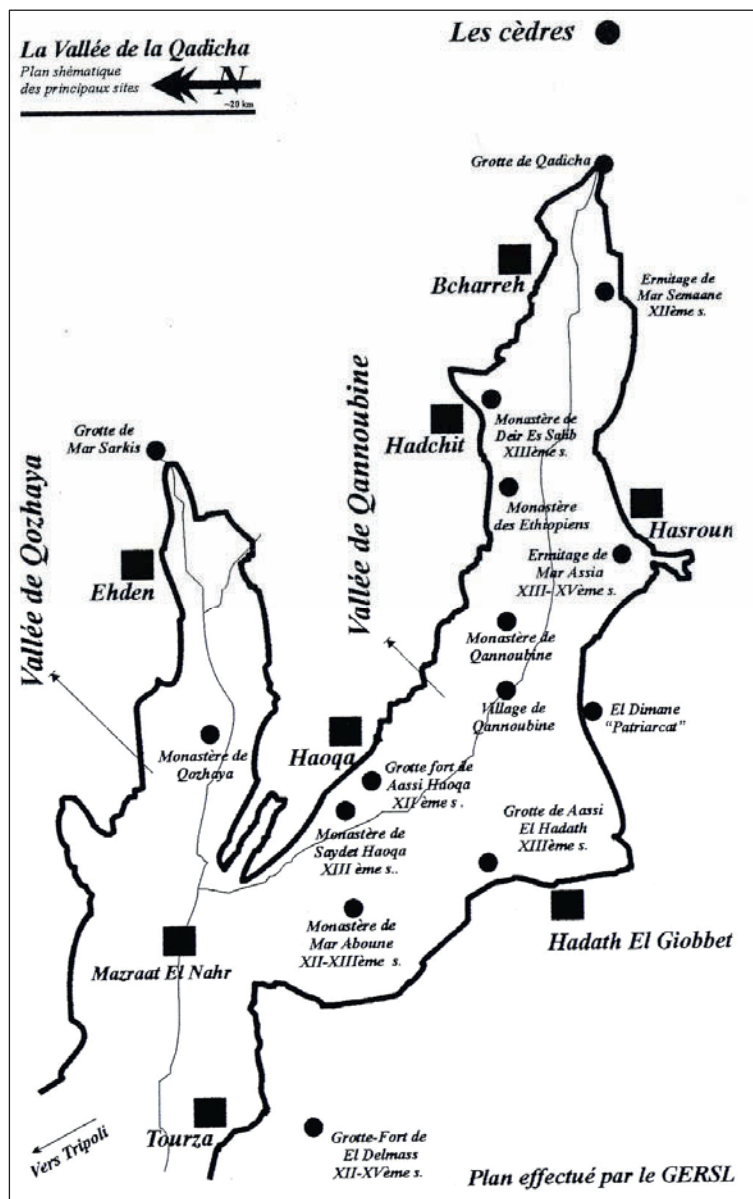 La Vallée de la Qadicha
Plan shématique
des principaux sites
N
~20 km
Les cèdres
Grotte de Qadicha
Bcharreh
Ermitage de
Mar Semaane
XIIème s.
Grotte de
Mar Sarkis
Hadchit
Monastère de
Deir Es Salib
XIIIème s.
Vallée de Qozhaya
Vallée de Qannoubine
Monastère
des Ethiopiens
Hasroun
Ehden
Ermitage de
Mar Assia
XIII-XVème s.
Monastère de
Qannoubine
Village de
Qannoubine
El Dimane
"Patriarcat"
Monastère de
Qozhaya
Haoqa
Grotte fort de
Aassi Haoqa
XIVème s.
Monastère de
Saydet Haoqa
XIII ème s..
Grotte de Aassi
El Hadath
XIIIème s.
Hadath El Giobbet
Monastère de
Mar Aboune
XII-XIIIème s.
Mazraat El Nahr
Tourza
Vers Tripoli
Grotte-Fort de
El Delmass
XII-XVème s.
Plan effectué par le GERSL